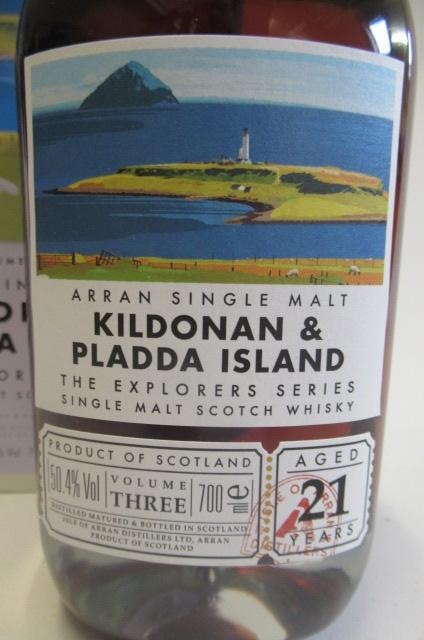 ARRAN SINGLE MALT
KILDONAN &
PLADDA ISLAND
THE EXPLORERS SERIES
SINGLE MALT SCOTCH WHISKY
PRODUCT OF SCOTLAND
50.4% Vol
VOLUME
THREE
700 ml e
DISTILLED MATURED & BOTTLED IN SCOTLAND
ISLE OF ARRAN DISTILLERS LTD, ARRAN
PRODUCT OF SCOTLAND
AGED
21
YEARS